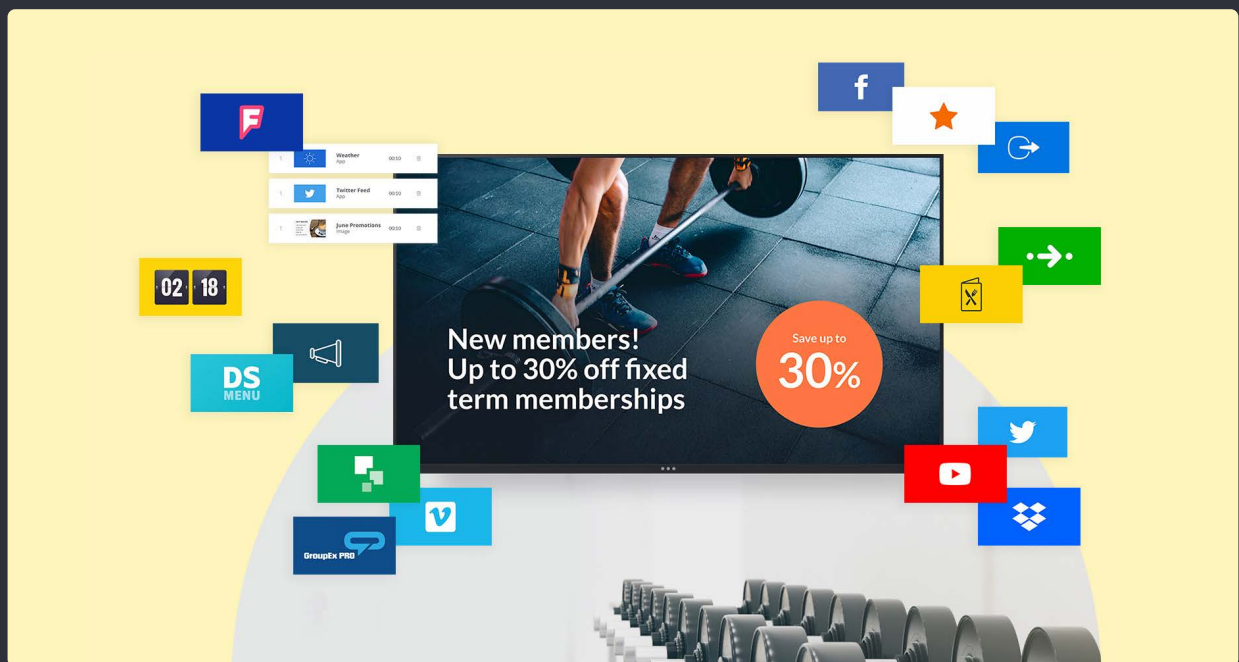 Weather
App
00:10
Twitter Feed
App
00:10
June Promotions
Image
00:10
02 18
DS
MENU
New members!
Up to 30% off fixed
term memberships
Save up to
30%
GroupEx PRO